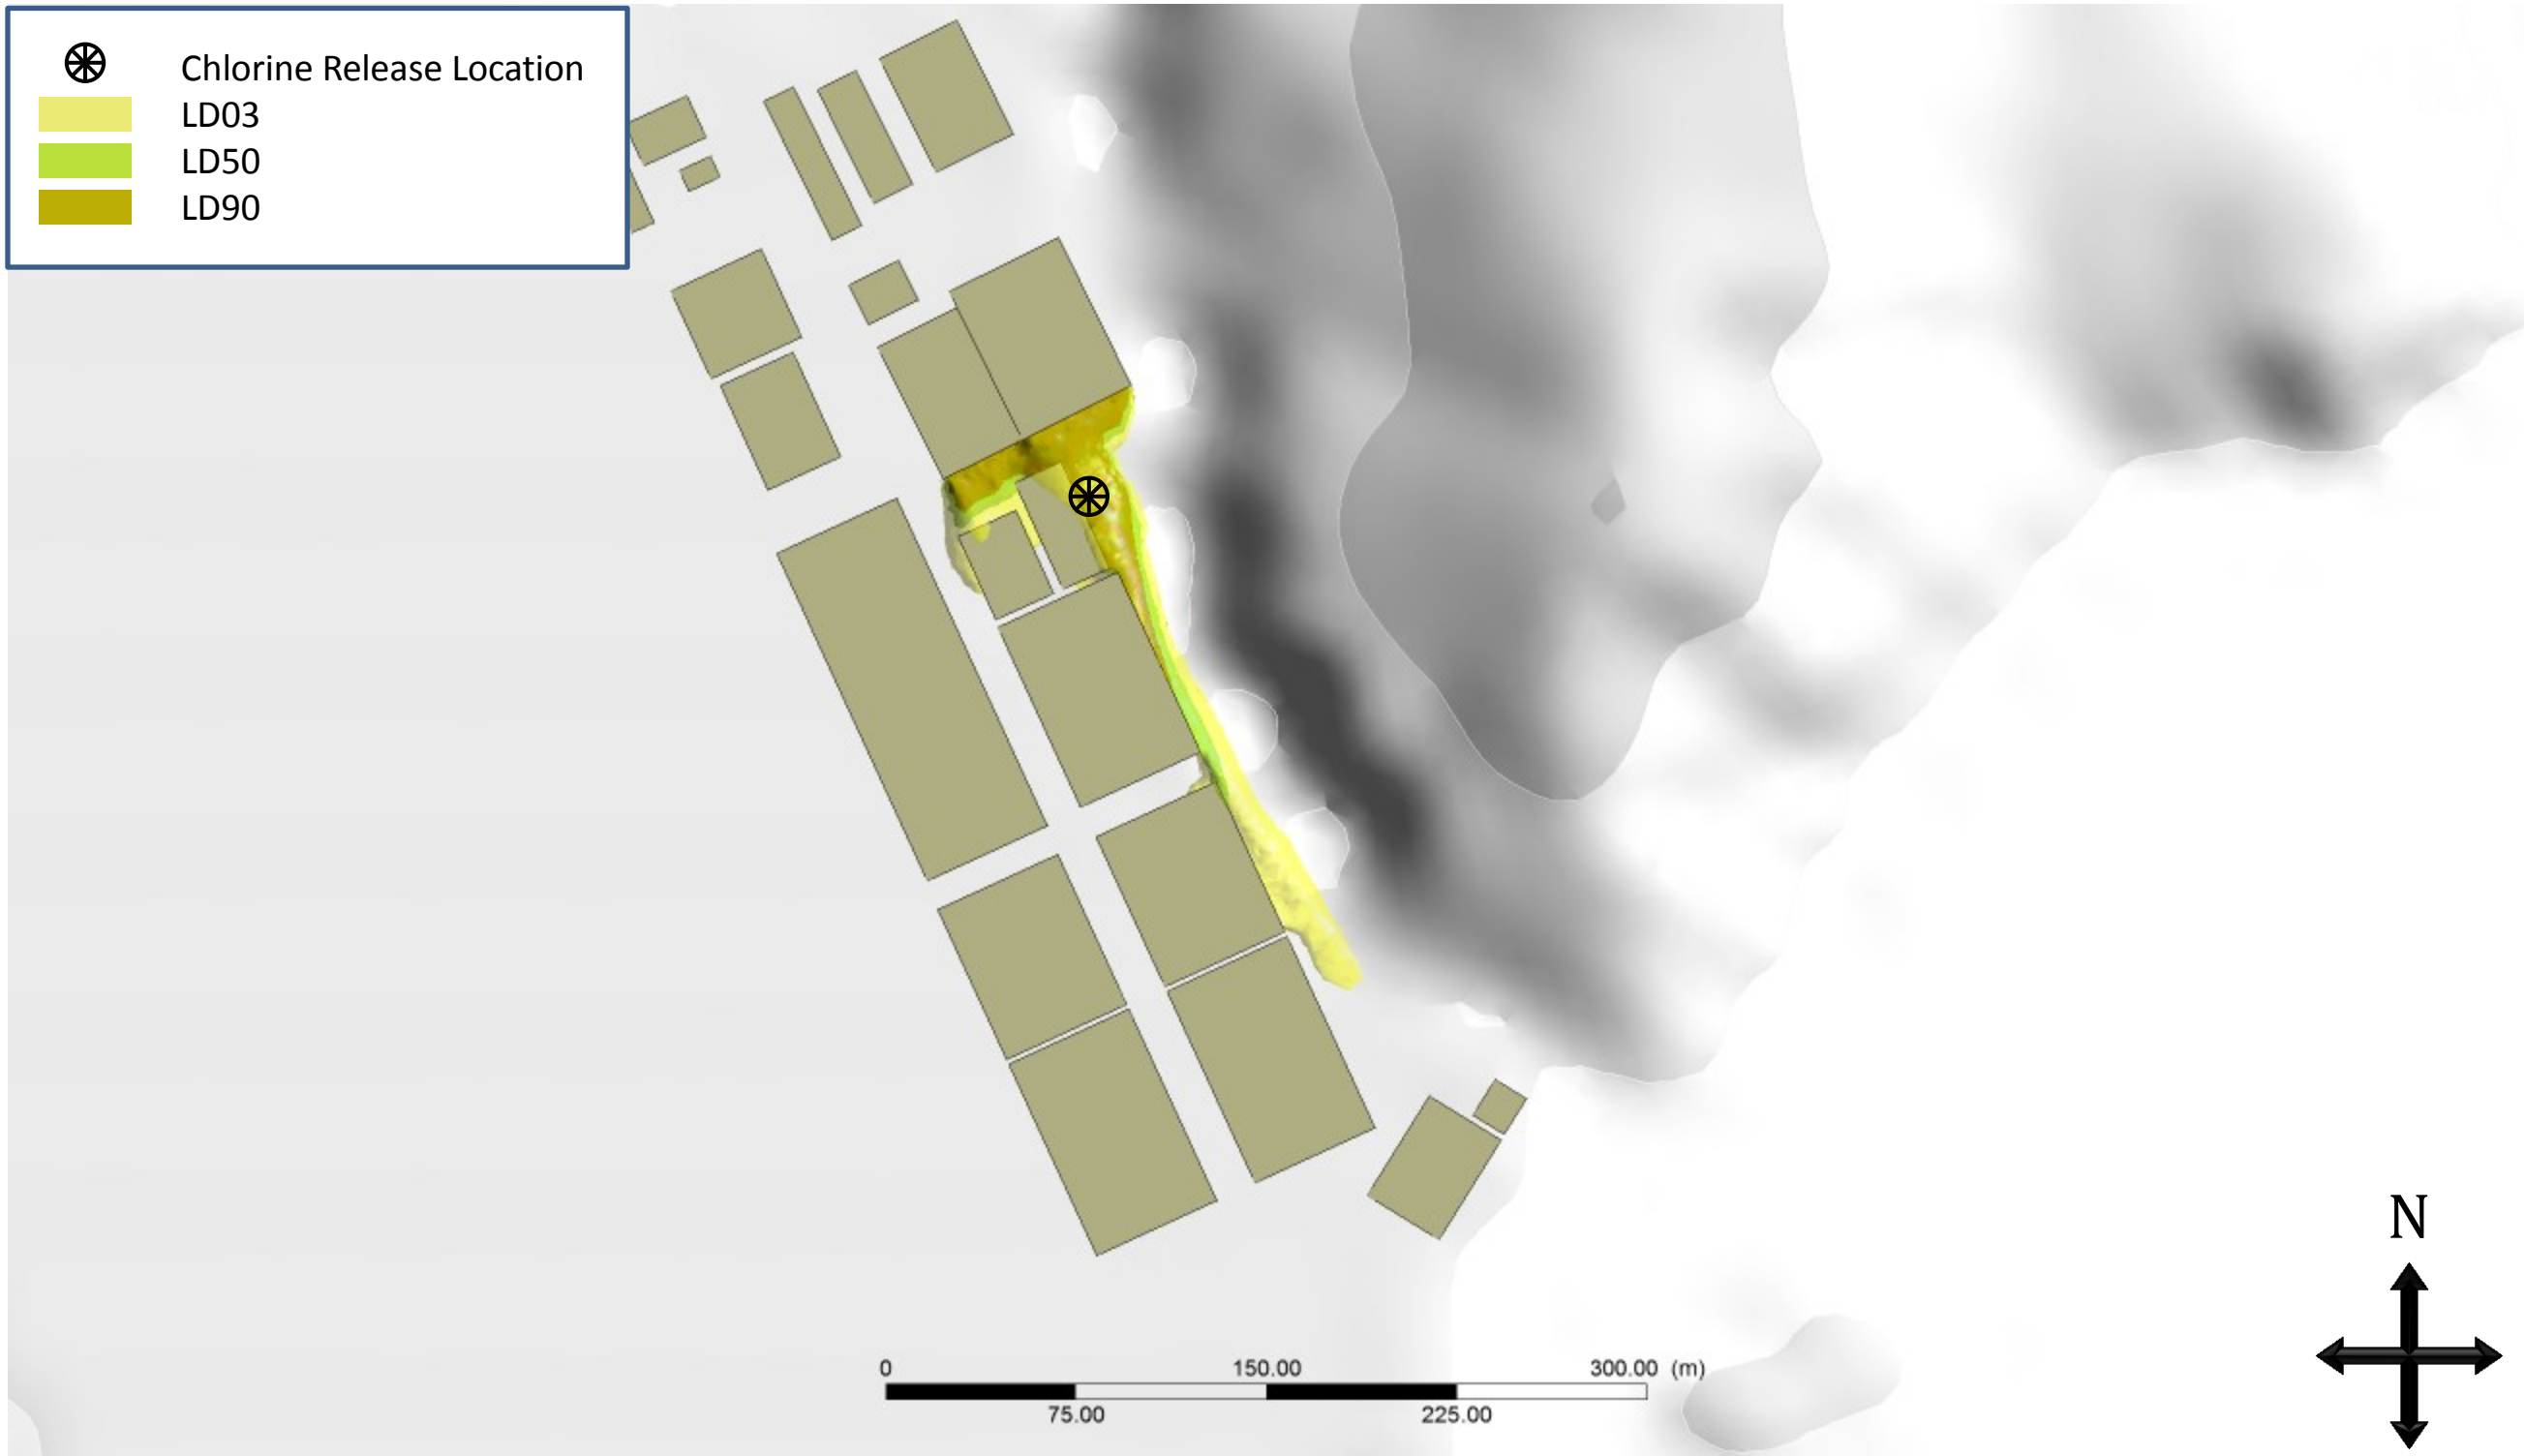 Chlorine Release Location
LD03
LD50
LD90
N
0 150.00 300.00 (m)
75.00 225.00